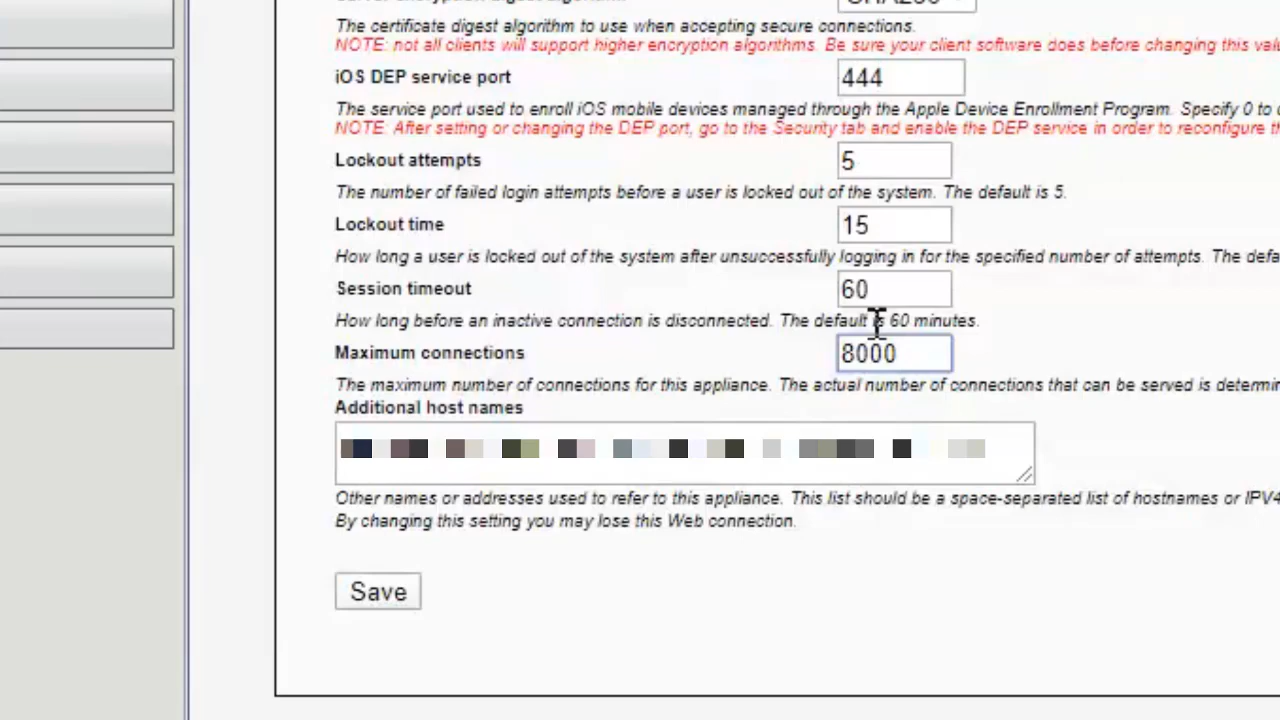 The certificate digest algorithm to use when accepting secure connections.
NOTE: not all clients will support higher encryption algorithms. Be sure your client software does before changing this
iOS DEP service port 444
The service port used to enroll iOS mobile devices managed through the Apple Device Enrollment Program. Specify 0 to
NOTE: After setting or changing the DEP port, go to the Security tab and enable the DEP service in order to reconfigure
Lockout attempts 5
The number of failed login attempts before a user is locked out of the system. The default is 5.
Lockout time 15
How long a user is locked out of the system after unsuccessfully logging in for the specified number of attempts. The
Session timeout 60
How long before an inactive connection is disconnected. The default is 60 minutes.
Maximum connections 8000
The maximum number of connections for this appliance. The actual number of connections that can be served is
Additional host names
Other names or addresses used to refer to this appliance. This list should be a space-separated list of hostnames or IPV4
By changing this setting you may lose this Web connection.
Save